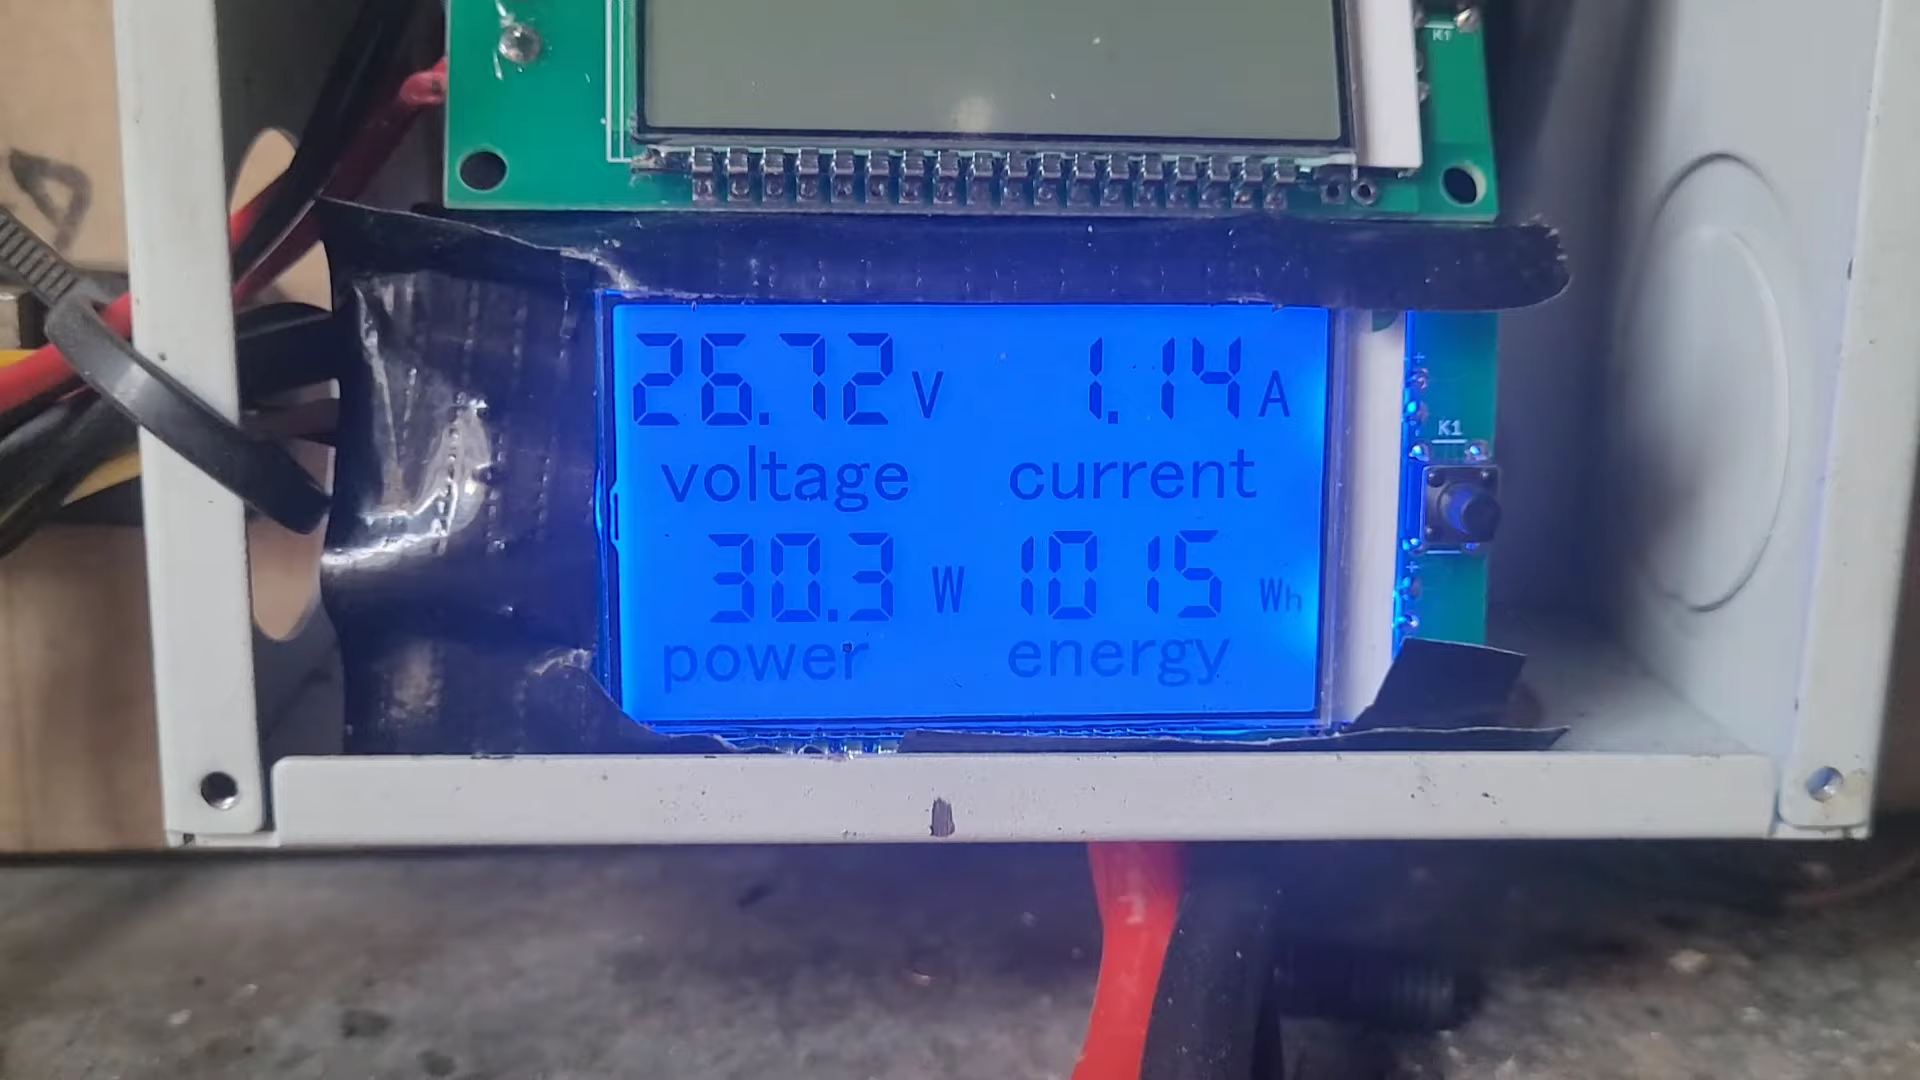 K1
26.72 V 1.14 A
voltage current
K1
30.3 W 1015 Wh
power energy